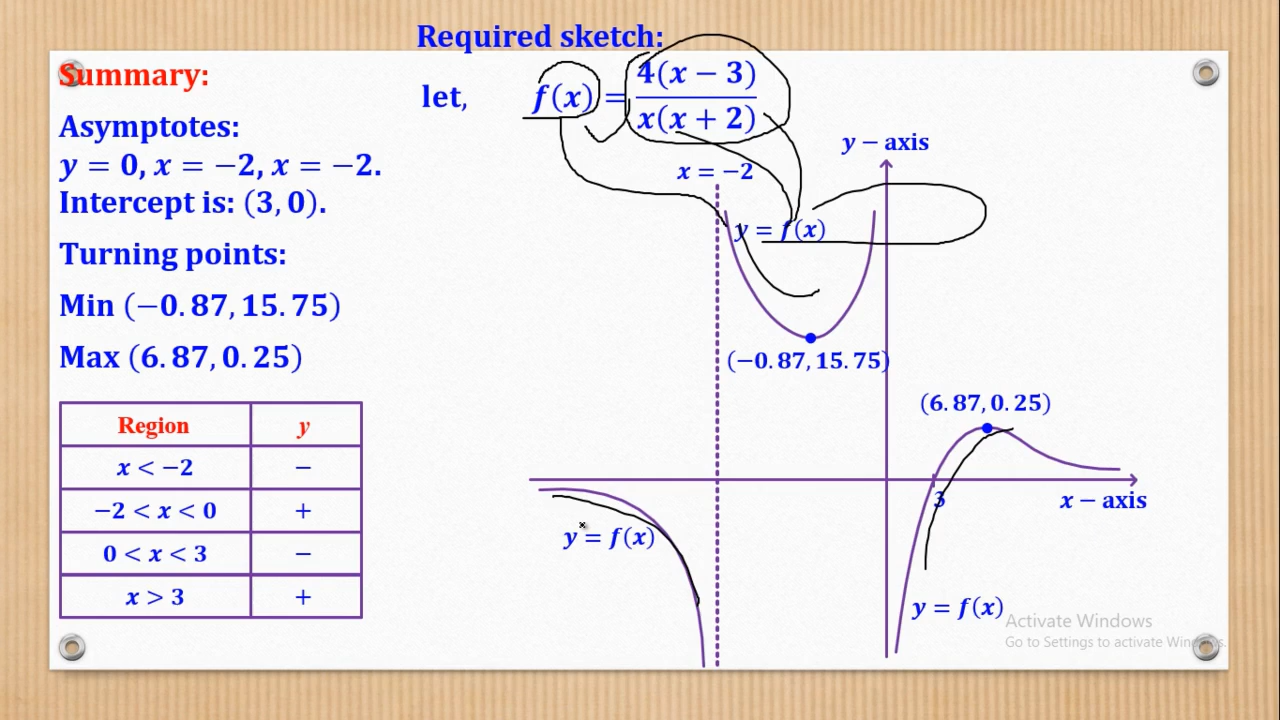 Required sketch:
Summary:
let, f(x) = 4(x − 3) / x(x + 2)
Asymptotes:
y = 0, x = −2, x = −2.
Intercept is: (3, 0).
Turning points:
Min (−0.87, 15.75)
Max (6.87, 0.25)
Region y
x < −2 −
−2 < x < 0 +
0 < x < 3 −
x > 3 +
y − axis
x = −2
y = f(x)
(−0.87, 15.75)
(6.87, 0.25)
3
x − axis
y = f(x)
y = f(x)
Activate Windows
Go to Settings to activate Windows.